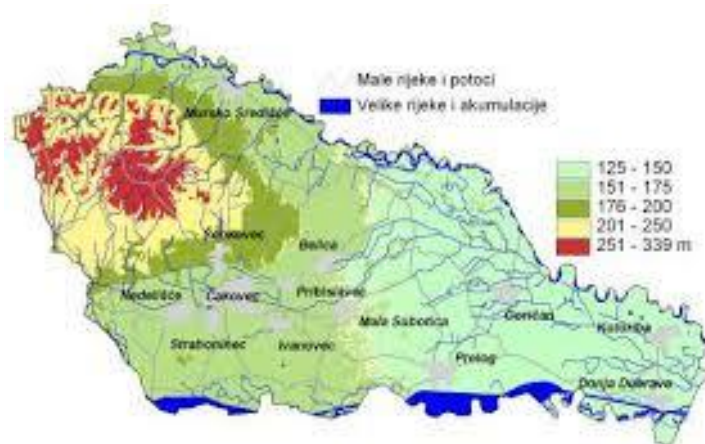 Male rijeke i potoci
Mursko Središće
Velike rijeke i akumulacije
125 - 150
151 - 175
176 - 200
201 - 250
251 - 339 m
Šenkovec
Belica
Nedelišće
Čakovec
Pribislavec
Mala Subotica
Goričan
Kotoriba
Strahoninec
Ivanovec
Prelog
Donja Dubrava